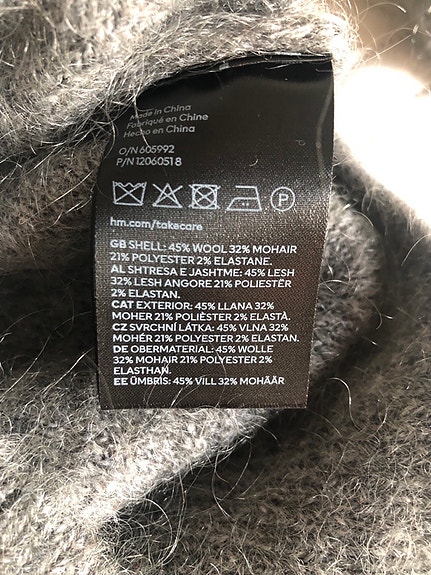 Made in China
Fabriqué en Chine
Hecho en China
O/N 605992
P/N 12060518
P
hm.com/takecare
GB SHELL: 45% WOOL 32% MOHAIR
21% POLYESTER 2% ELASTANE.
AL SHTRESA E JASHTME: 45% LESH
32% LESH ANGORE 21% POLIESTËR
2% ELASTAN.
CAT EXTERIOR: 45% LLANA 32%
MOHER 21% POLIÈSTER 2% ELASTÀ.
CZ SVRCHNÍ LÁTKA: 45% VLNA 32%
MOHÉR 21% POLYESTER 2% ELASTAN.
DE OBERMATERIAL: 45% WOLLE
32% MOHAIR 21% POLYESTER 2%
ELASTHAN.
EE ÜMBRIS: 45% VILL 32% MOHÄÄR